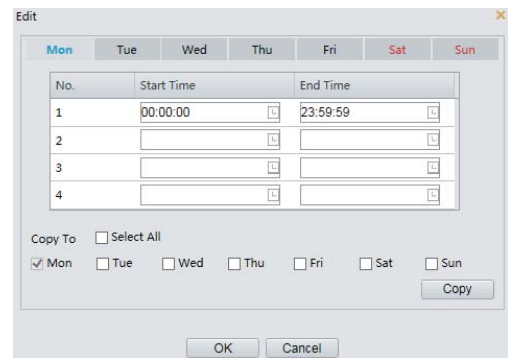 Edit
Mon Tue Wed Thu Fri Sat Sun
No. Start Time End Time
1 00:00:00 23:59:59
2
3
4
Copy To Select All
Mon Tue Wed Thu Fri Sat Sun
Copy
OK Cancel